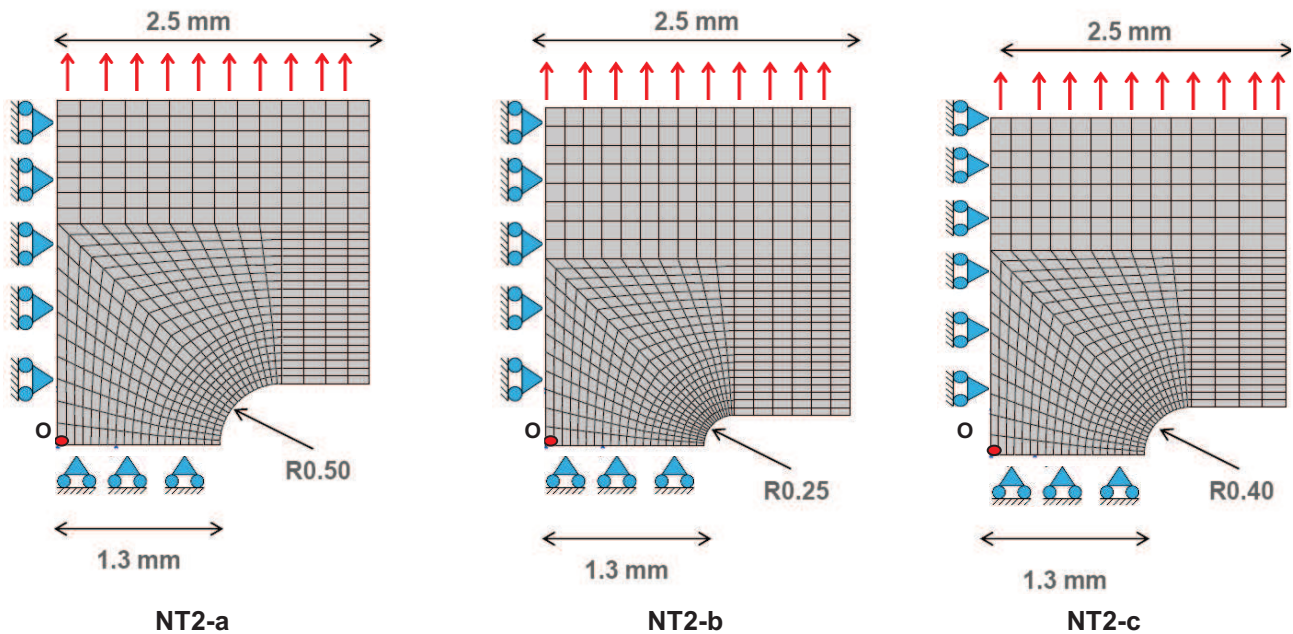 2.5 mm
2.5 mm
2.5 mm
O
O
O
R0.50
R0.25
R0.40
1.3 mm
1.3 mm
1.3 mm
NT2-a
NT2-b
NT2-c